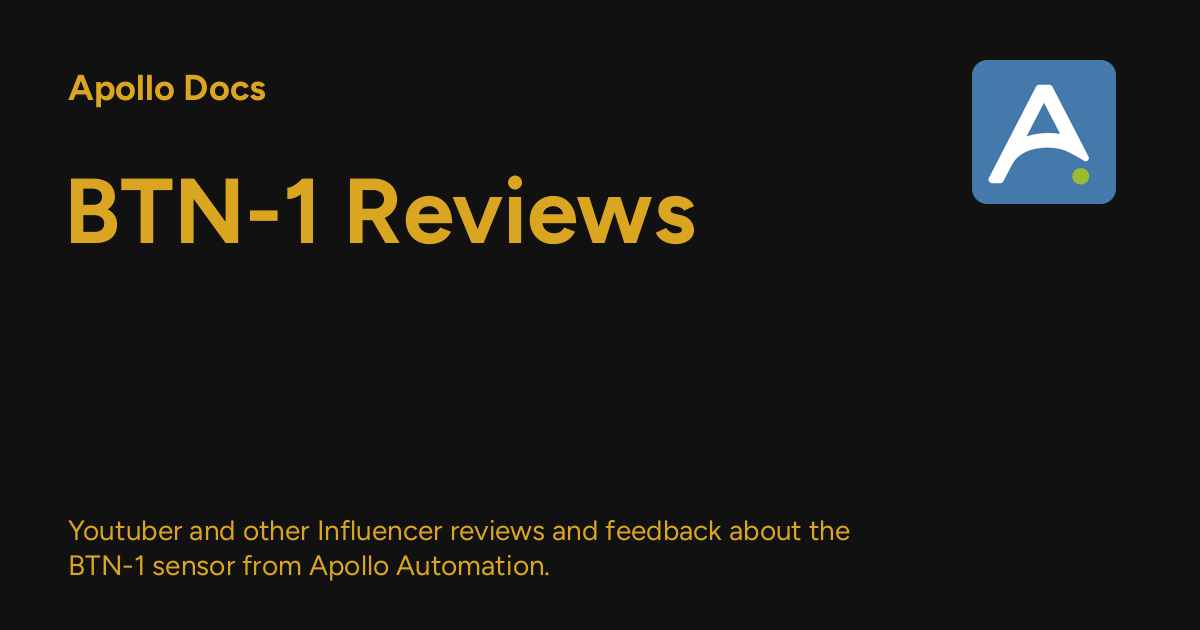 Apollo Docs
BTN-1 Reviews
Youtuber and other Influencer reviews and feedback about the
BTN-1 sensor from Apollo Automation.